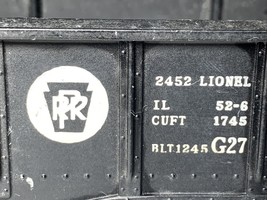 PRR
2452 LIONEL
IL 52-6
CUFT 1745
BLT1245 G27